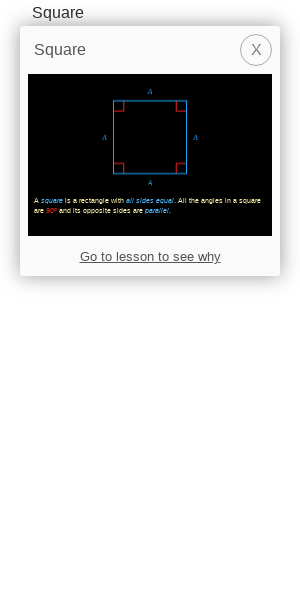 Square
Square
X
A
A
A
A
A square is a rectangle with all sides equal. All the angles in a square
are 90° and its opposite sides are parallel.
Go to lesson to see why